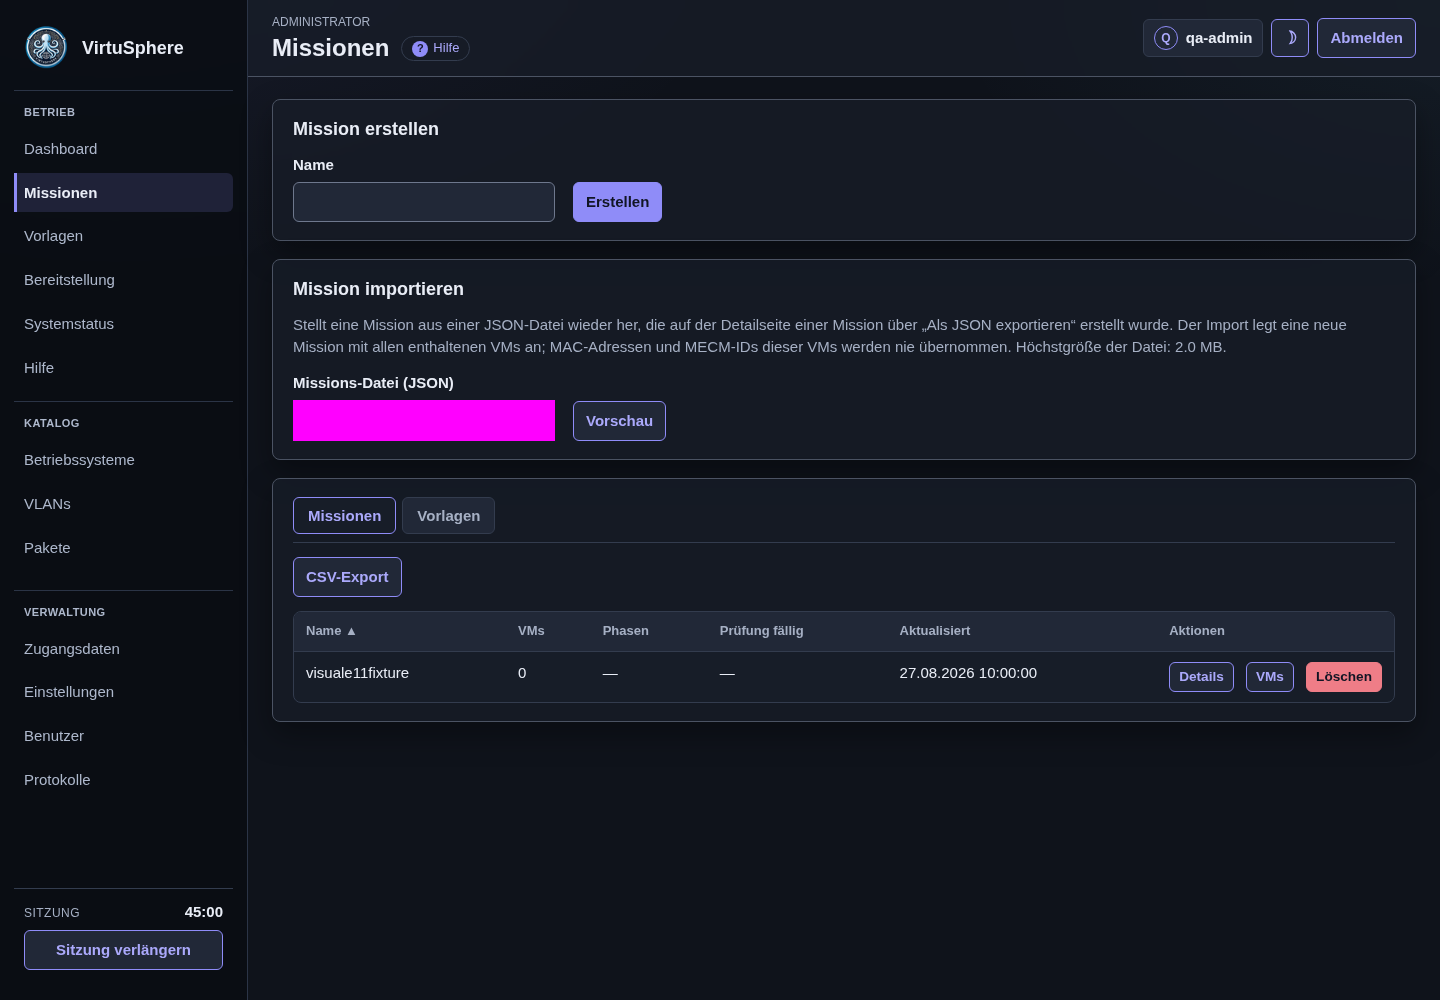 VirtuSphere
BETRIEB
Dashboard
Missionen
Vorlagen
Bereitstellung
Systemstatus
Hilfe
KATALOG
Betriebssysteme
VLANs
Pakete
VERWALTUNG
Zugangsdaten
Einstellungen
Benutzer
Protokolle
SITZUNG 45:00
Sitzung verlängern
ADMINISTRATOR
Missionen ? Hilfe
Q qa-admin Abmelden
Mission erstellen
Name
Erstellen
Mission importieren
Stellt eine Mission aus einer JSON-Datei wieder her, die auf der Detailseite einer Mission über „Als JSON exportieren“ erstellt wurde. Der Import legt eine neue
Mission mit allen enthaltenen VMs an; MAC-Adressen und MECM-IDs dieser VMs werden nie übernommen. Höchstgröße der Datei: 2.0 MB.
Missions-Datei (JSON)
Vorschau
Missionen Vorlagen
CSV-Export
Name ▲ VMs Phasen Prüfung fällig Aktualisiert Aktionen
visuale11fixture 0 — — 27.08.2026 10:00:00 Details VMs Löschen